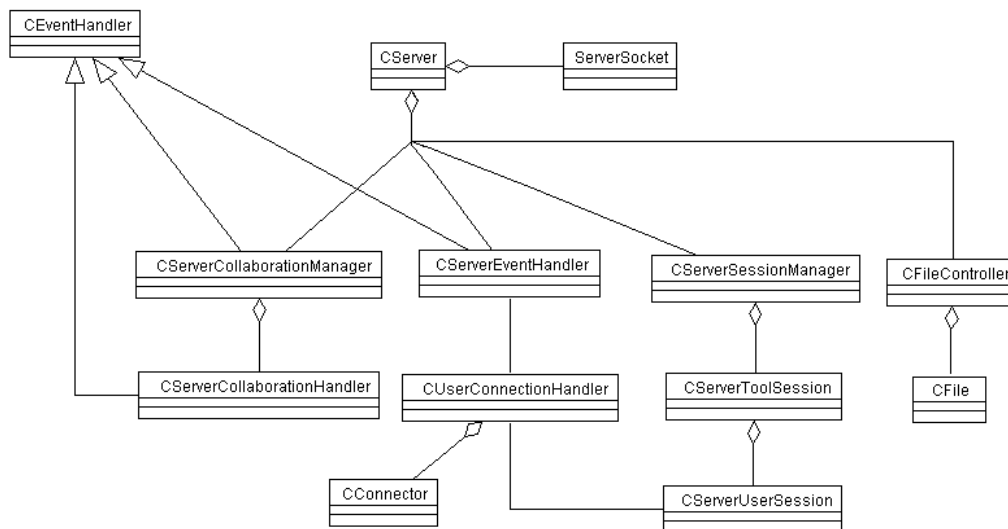 CEventHandler
CServer
ServerSocket
CServerCollaborationManager
CServerEventHandler
CServerSessionManager
CFileController
CServerCollaborationHandler
CUserConnectionHandler
CServerToolSession
CFile
CConnector
CServerUserSession